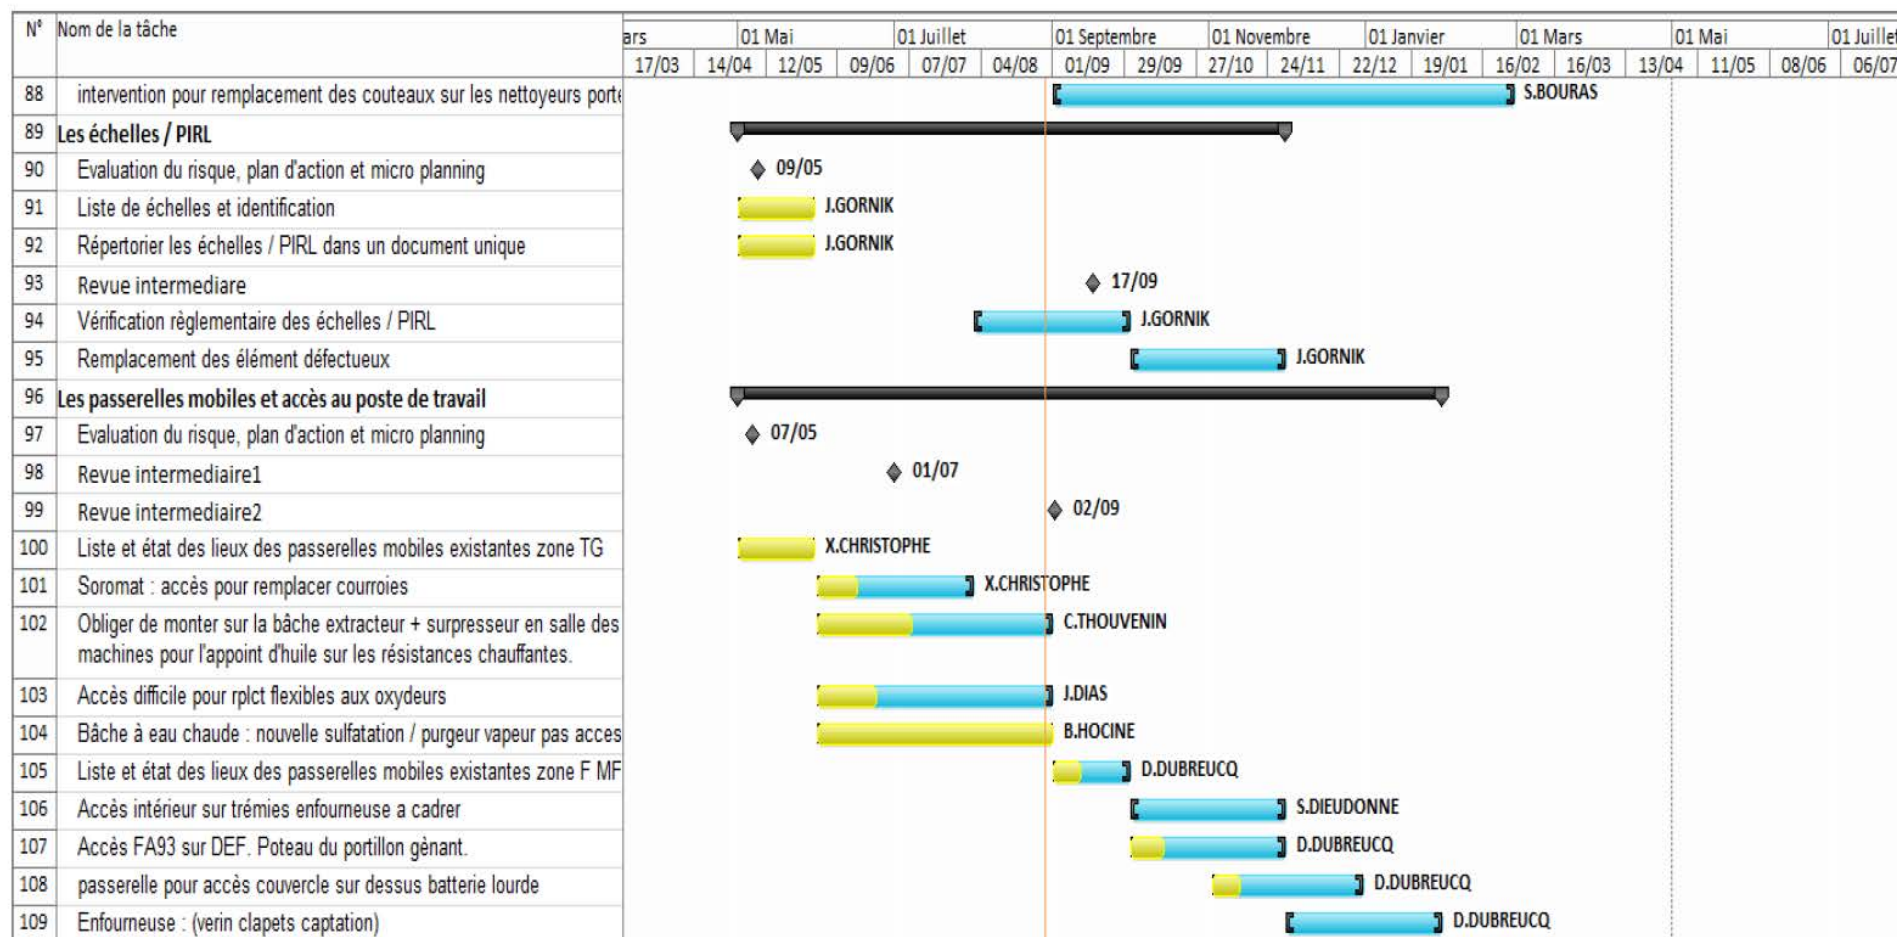 N° Nom de la tâche
ars 01 Mai 01 Juillet 01 Septembre 01 Novembre 01 Janvier 01 Mars 01 Mai 01 Juillet
17/03 14/04 12/05 09/06 07/07 04/08 01/09 29/09 27/10 24/11 22/12 19/01 16/02 16/03 13/04 11/05 08/06 06/07
88 intervention pour remplacement des couteaux sur les nettoyeurs porte S.BOURAS
89 Les échelles / PIRL
90 Evaluation du risque, plan d'action et micro planning 09/05
91 Liste de échelles et identification J.GORNIK
92 Répertorier les échelles / PIRL dans un document unique J.GORNIK
93 Revue intermediare 17/09
94 Vérification règlementaire des échelles / PIRL J.GORNIK
95 Remplacement des élément défectueux J.GORNIK
96 Les passerelles mobiles et accès au poste de travail
97 Evaluation du risque, plan d'action et micro planning 07/05
98 Revue intermediaire1 01/07
99 Revue intermediaire2 02/09
100 Liste et état des lieux des passerelles mobiles existantes zone TG X.CHRISTOPHE
101 Soromat : accès pour remplacer courroies X.CHRISTOPHE
102 Obliger de monter sur la bâche extracteur + surpresseur en salle des C.THOUVENIN
machines pour l'appoint d'huile sur les résistances chauffantes.
103 Accès difficile pour rplct flexibles aux oxydeurs J.DIAS
104 Bâche à eau chaude : nouvelle sulfatation / purgeur vapeur pas acces B.HOCINE
105 Liste et état des lieux des passerelles mobiles existantes zone F MF D.DUBREUCQ
106 Accès intérieur sur trémies enfourneuse a cadrer S.DIEUDONNE
107 Accès FA93 sur DEF. Poteau du portillon gènant. D.DUBREUCQ
108 passerelle pour accès couvercle sur dessus batterie lourde D.DUBREUCQ
109 Enfourneuse : (verin clapets captation) D.DUBREUCQ